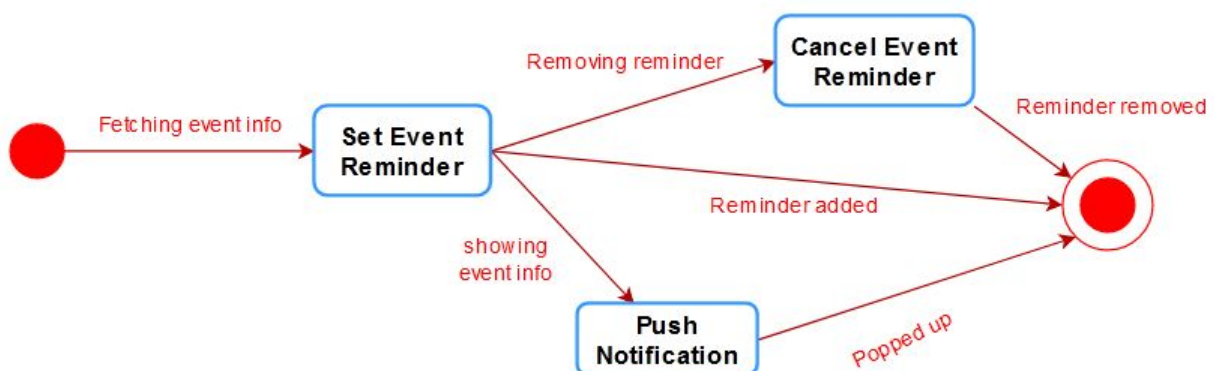 Fetching event info
Set Event
Reminder
Removing reminder
Cancel Event
Reminder
Reminder removed
Reminder added
showing
event info
Push
Notification
Popped up